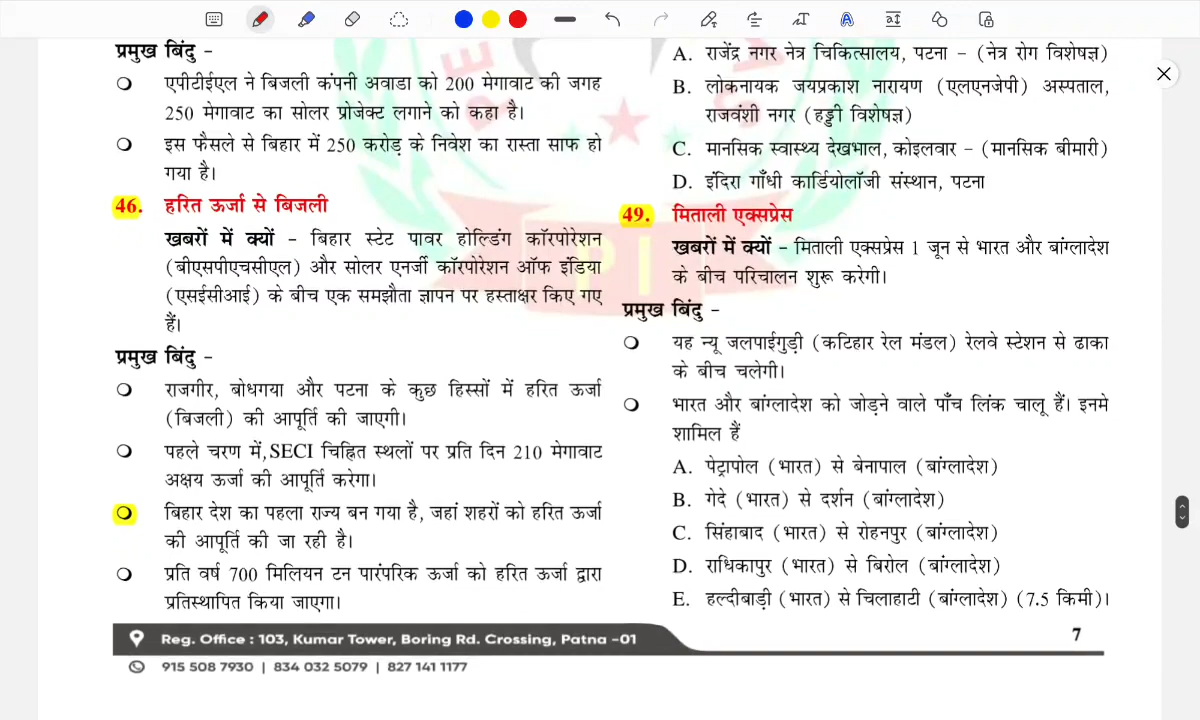 प्रमुख बिंदु -
एपीटीईएल ने बिजली कंपनी अवाडा को 200 मेगावाट की जगह
250 मेगावाट का सोलर प्रोजेक्ट लगाने को कहा है।
इस फैसले से बिहार में 250 करोड़ के निवेश का रास्ता साफ हो
गया है।
46. हरित ऊर्जा से बिजली
खबरों में क्यों - बिहार स्टेट पावर होल्डिंग कॉरपोरेशन
(बीएसपीएचसीएल) और सोलर एनर्जी कॉरपोरेशन ऑफ इंडिया
(एसईसीआई) के बीच एक समझौता ज्ञापन पर हस्ताक्षर किए गए
हैं।
प्रमुख बिंदु -
राजगीर, बोधगया और पटना के कुछ हिस्सों में हरित ऊर्जा
(बिजली) की आपूर्ति की जाएगी।
पहले चरण में, SECI चिह्नित स्थलों पर प्रति दिन 210 मेगावाट
अक्षय ऊर्जा की आपूर्ति करेगा।
बिहार देश का पहला राज्य बन गया है, जहां शहरों को हरित ऊर्जा
की आपूर्ति की जा रही है।
प्रति वर्ष 700 मिलियन टन पारंपरिक ऊर्जा को हरित ऊर्जा द्वारा
प्रतिस्थापित किया जाएगा।
A. राजेंद्र नगर नेत्र चिकित्सालय, पटना - (नेत्र रोग विशेषज्ञ)
B. लोकनायक जयप्रकाश नारायण (एलएनजेपी) अस्पताल,
राजवंशी नगर (हड्डी विशेषज्ञ)
C. मानसिक स्वास्थ्य देखभाल, कोइलवार - (मानसिक बीमारी)
D. इंदिरा गाँधी कार्डियोलॉजी संस्थान, पटना
49. मिताली एक्सप्रेस
खबरों में क्यों - मिताली एक्सप्रेस 1 जून से भारत और बांग्लादेश
के बीच परिचालन शुरू करेगी।
प्रमुख बिंदु -
यह न्यू जलपाईगुड़ी (कटिहार रेल मंडल) रेलवे स्टेशन से ढाका
के बीच चलेगी।
भारत और बांग्लादेश को जोड़ने वाले पाँच लिंक चालू हैं। इनमे
शामिल हैं
A. पेट्रापोल (भारत) से बेनापाल (बांग्लादेश)
B. गेदे (भारत) से दर्शन (बांग्लादेश)
C. सिंहाबाद (भारत) से रोहनपुर (बांग्लादेश)
D. राधिकापुर (भारत) से बिरोल (बांग्लादेश)
E. हल्दीबाड़ी (भारत) से चिलाहाटी (बांग्लादेश) (7.5 किमी)।
Reg. Office : 103, Kumar Tower, Boring Rd. Crossing, Patna -01
915 508 7930 | 834 032 5079 | 827 141 1177
7